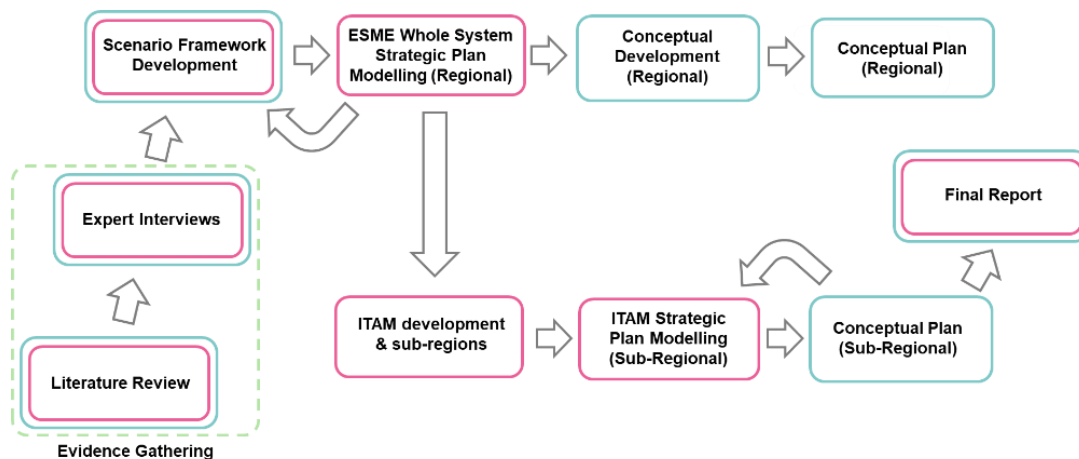 Scenario Framework
Development
ESME Whole System
Strategic Plan
Modelling (Regional)
Conceptual
Development
(Regional)
Conceptual Plan
(Regional)
Expert Interviews
Final Report
Literature Review
ITAM development
& sub-regions
ITAM Strategic
Plan Modelling
(Sub-Regional)
Conceptual Plan
(Sub-Regional)
Evidence Gathering